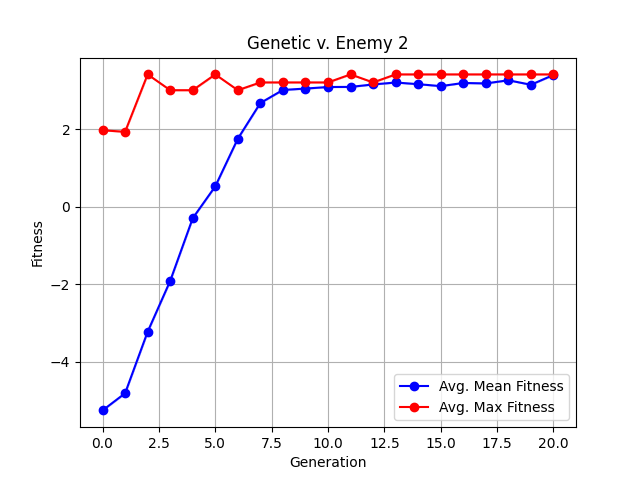 Genetic v. Enemy 2
Fitness
2
0
−2
−4
0.0 2.5 5.0 7.5 10.0 12.5 15.0 17.5 20.0
Generation
Avg. Mean Fitness
Avg. Max Fitness